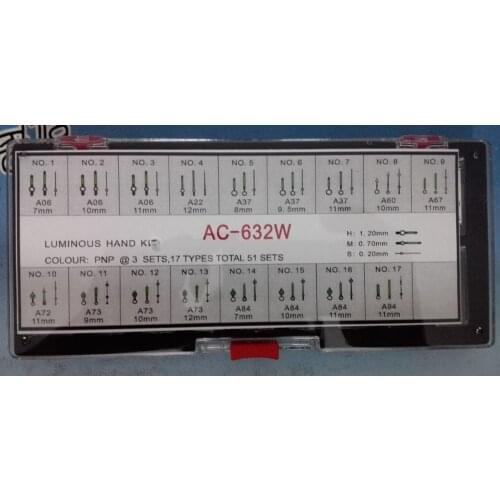 NO. 1 NO. 2 NO. 3 NO. 4 NO. 5 NO. 6 NO. 7 NO. 8 NO. 9
A06 A06 A06 A22 A37 A37 A37 A60 A67
7mm 10mm 11mm 12mm 8mm 9.5mm 11mm 10mm 11mm
AC-632W
H: 1.20mm
LUMINOUS HAND KIT
M: 0.70mm
COLOUR: PNP @ 3 SETS,17 TYPES TOTAL 51 SETS
S: 0.20mm
NO. 10 NO. 11 NO. 12 NO. 13 NO. 14 NO. 15 NO. 16 NO. 17
A72 A73 A73 A73 A84 A84 A84 A94
11mm 9mm 10mm 12mm 7mm 10mm 11mm 11mm